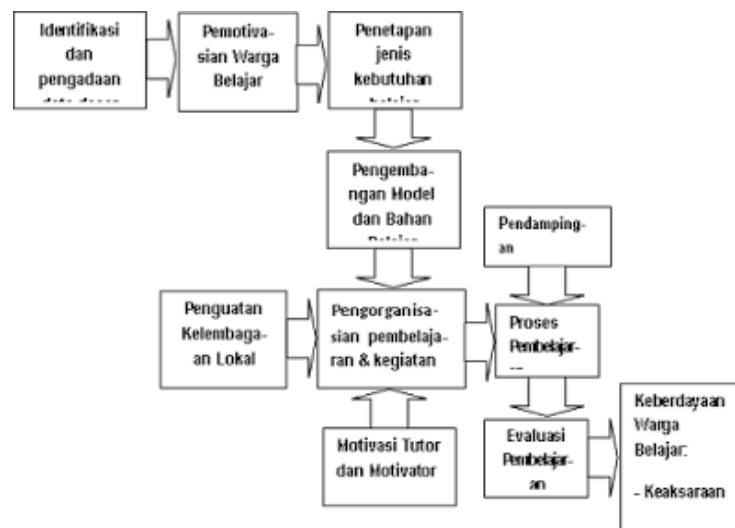 Identifikasi
dan
pengadaan
Pemotiva-
sian Warga
Belajar
Penetapan
jenis
kebutuhan
Pengemba-
ngan Model
dan Bahan
Pendamping-
an
Penguatan
Kelembaga-
an Lokal
Pengorganisa-
sian pembelaja-
ran & kegiatan
Proses
Pembelajar-
Motivasi Tutor
dan Motivator
Evaluasi
Pembelajar-
an
Keberdayaan
Warga
Belajar:
- Keaksaraan